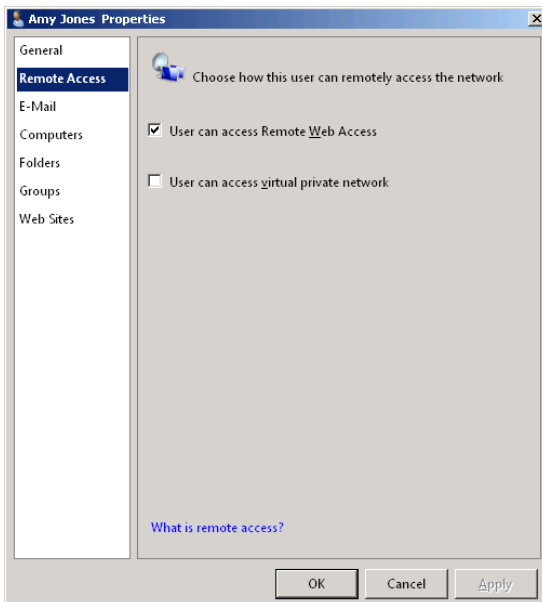 Amy Jones Properties
General
Remote Access
E-Mail
Computers
Folders
Groups
Web Sites
Choose how this user can remotely access the network
User can access Remote Web Access
User can access virtual private network
What is remote access?
OK
Cancel
Apply